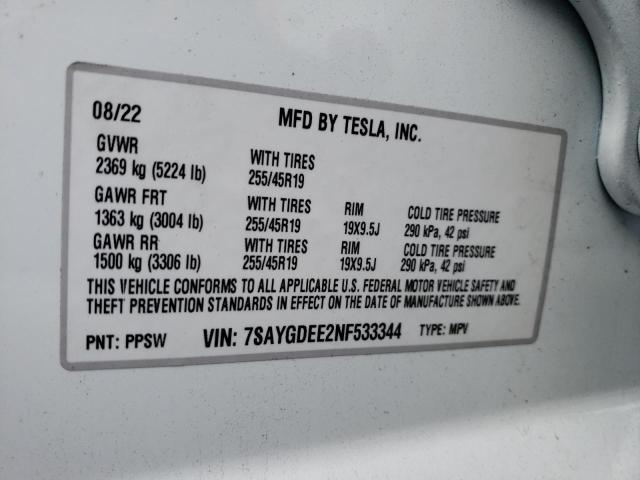 08/22 MFD BY TESLA, INC.
GVWR
2369 kg (5224 lb) WITH TIRES 255/45R19
GAWR FRT WITH TIRES RIM COLD TIRE PRESSURE
1363 kg (3004 lb) 255/45R19 19X9.5J 290 kPa, 42 psi
GAWR RR WITH TIRES RIM COLD TIRE PRESSURE
1500 kg (3306 lb) 255/45R19 19X9.5J 290 kPa, 42 psi
THIS VEHICLE CONFORMS TO ALL APPLICABLE U.S. FEDERAL MOTOR VEHICLE SAFETY AND
THEFT PREVENTION STANDARDS IN EFFECT ON THE DATE OF MANUFACTURE SHOWN ABOVE.
PNT: PPSW VIN: 7SAYGDEE2NF533344 TYPE: MPV